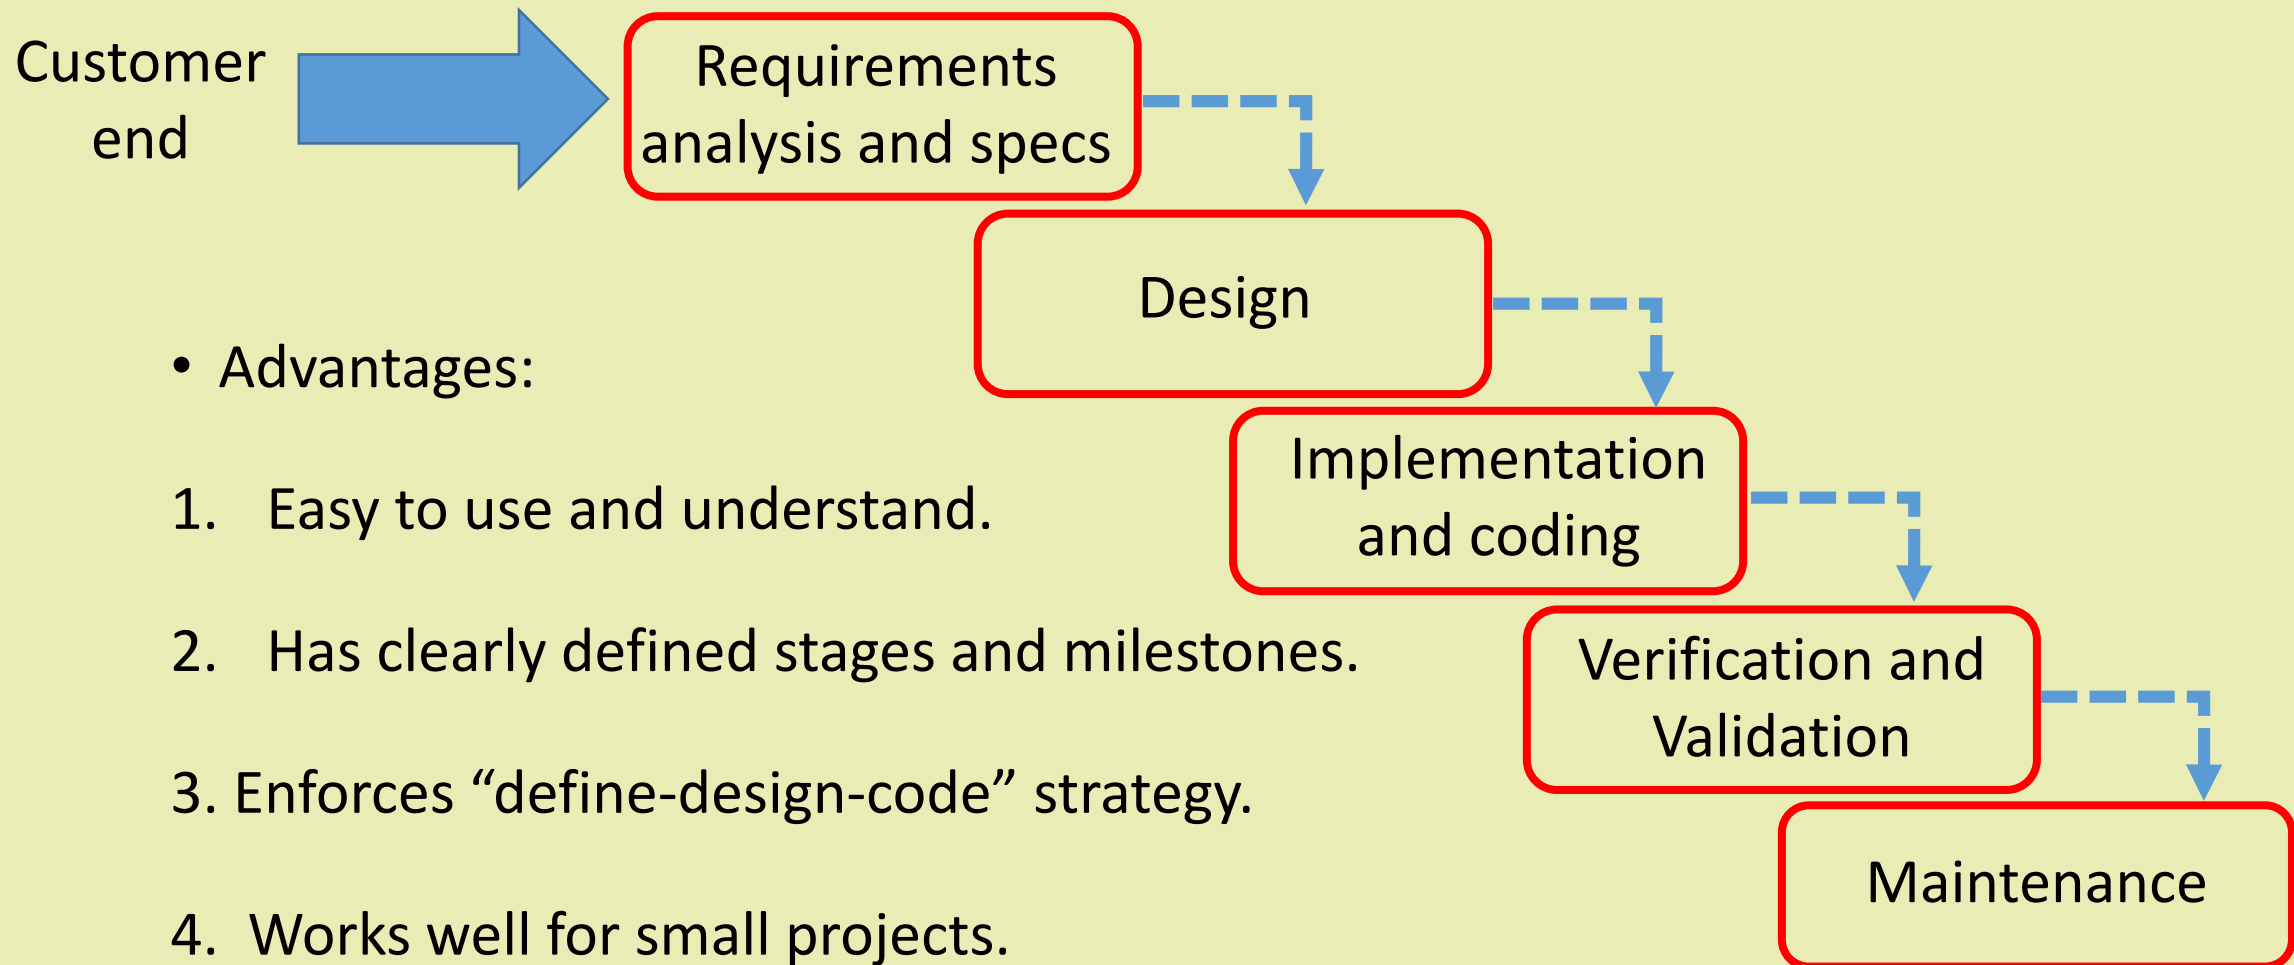 Customer
end
Requirements
analysis and specs
Design
• Advantages:
Implementation
and coding
1. Easy to use and understand.
2. Has clearly defined stages and milestones.
Verification and
Validation
3. Enforces “define-design-code” strategy.
Maintenance
4. Works well for small projects.